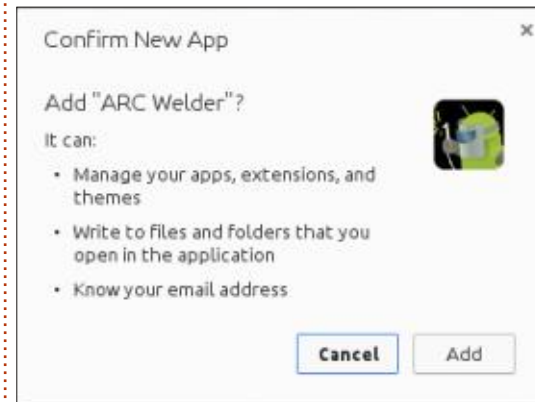 Confirm New App
Add "ARC Welder"?
It can:
• Manage your apps, extensions, and
themes
• Write to files and folders that you
open in the application
• Know your email address
Cancel
Add